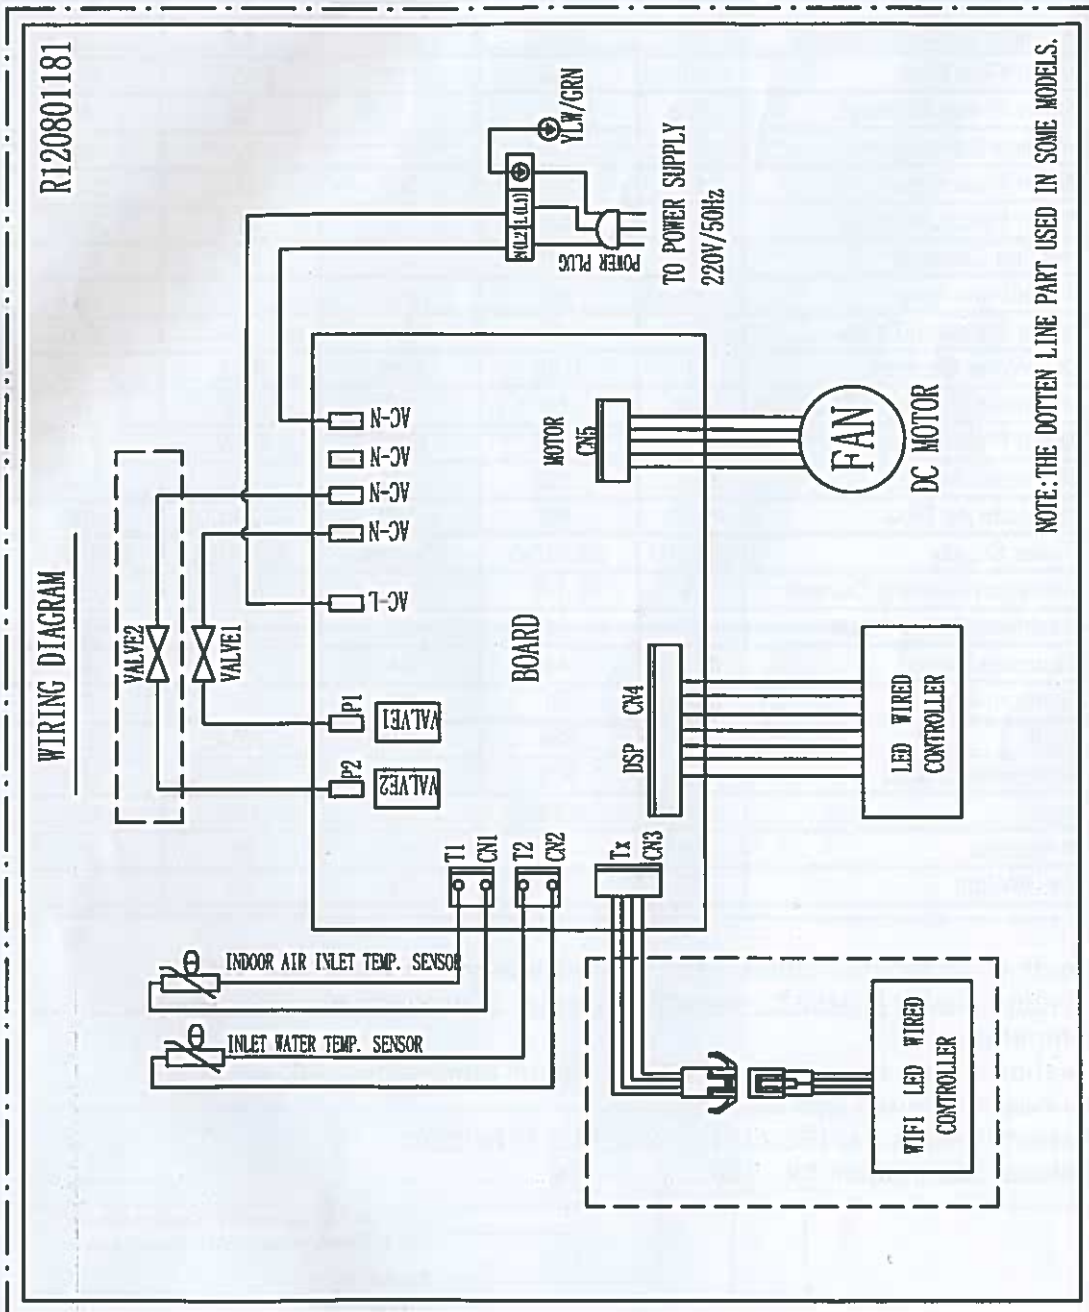 WIRING DIAGRAM
R120801181
VALVE2
VALVE1
P2
P1
VALVE2
VALVE1
AC-L
AC-N
AC-N
AC-N
AC-N
N(L2)
L(L1)
YLW/GRN
POWER PLUG
TO POWER SUPPLY
220V/50Hz
INDOOR AIR INLET TEMP. SENSOR
INLET WATER TEMP. SENSOR
θ
θ
T1
CN1
T2
CN2
BOARD
MOTOR
CN5
FAN
DC MOTOR
Tx
CN3
DSP CN4
LED WIRED
CONTROLLER
WIFI LED WIRED
CONTROLLER
NOTE:THE DOTTEN LINE PART USED IN SOME MODELS.